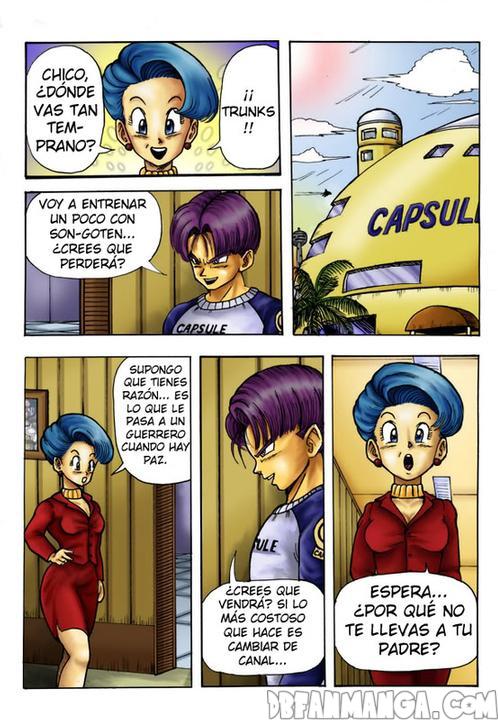 CAPSULE
¡¡
TRUNKS
!!
CHICO,
¿DÓNDE
VAS TAN
TEM-
PRANO?
VOY A ENTRENAR
UN POCO CON
SON-GOTEN...
¿CREES QUE
PERDERÁ?
CAPSULE
ESPERA...
¿POR QUÉ NO
TE LLEVAS A TU
PADRE?
SULE
¿CREES QUE
VENDRÁ? SI LO
MÁS COSTOSO
QUE HACE ES
CAMBIAR DE
CANAL...
SUPONGO
QUE TIENES
RAZÓN... ES
LO QUE LE
PASA A UN
GUERRERO
CUANDO HAY
PAZ.
DBFANMANGA.COM